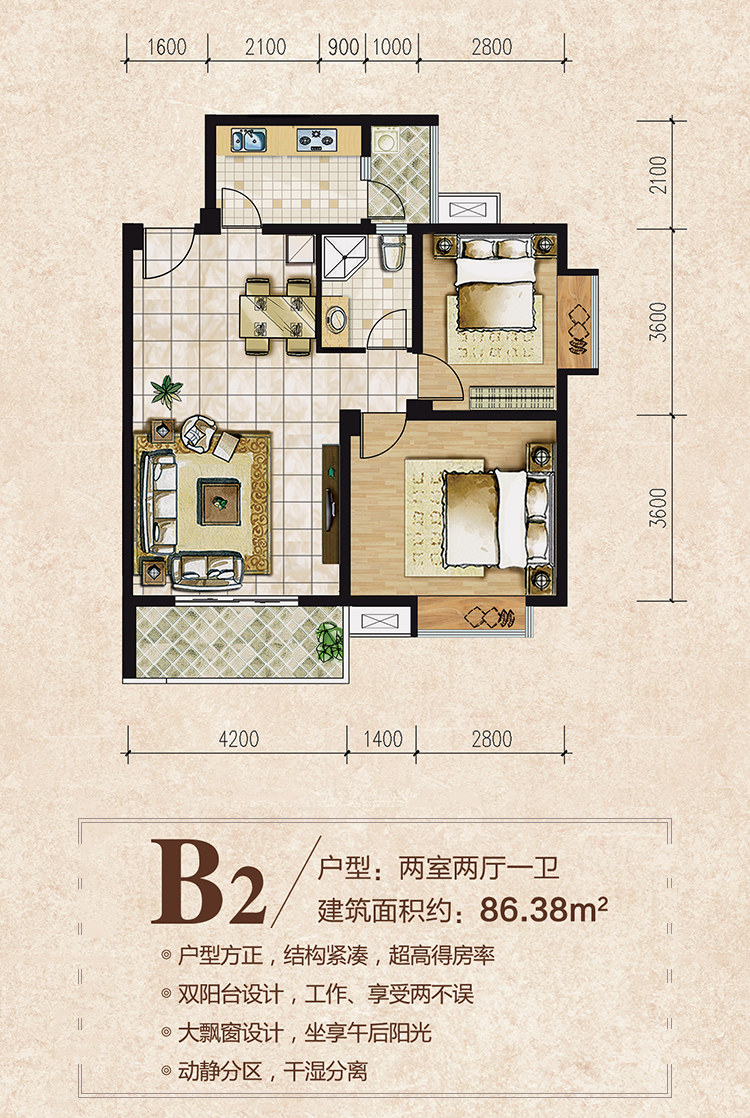 1600 2100 900 1000 2800
2100
3600
3600
4200 1400 2800
B2
户型：两室两厅一卫
建筑面积约：86.38m²
户型方正，结构紧凑，超高得房率
双阳台设计，工作、享受两不误
大飘窗设计，坐享午后阳光
动静分区，干湿分离